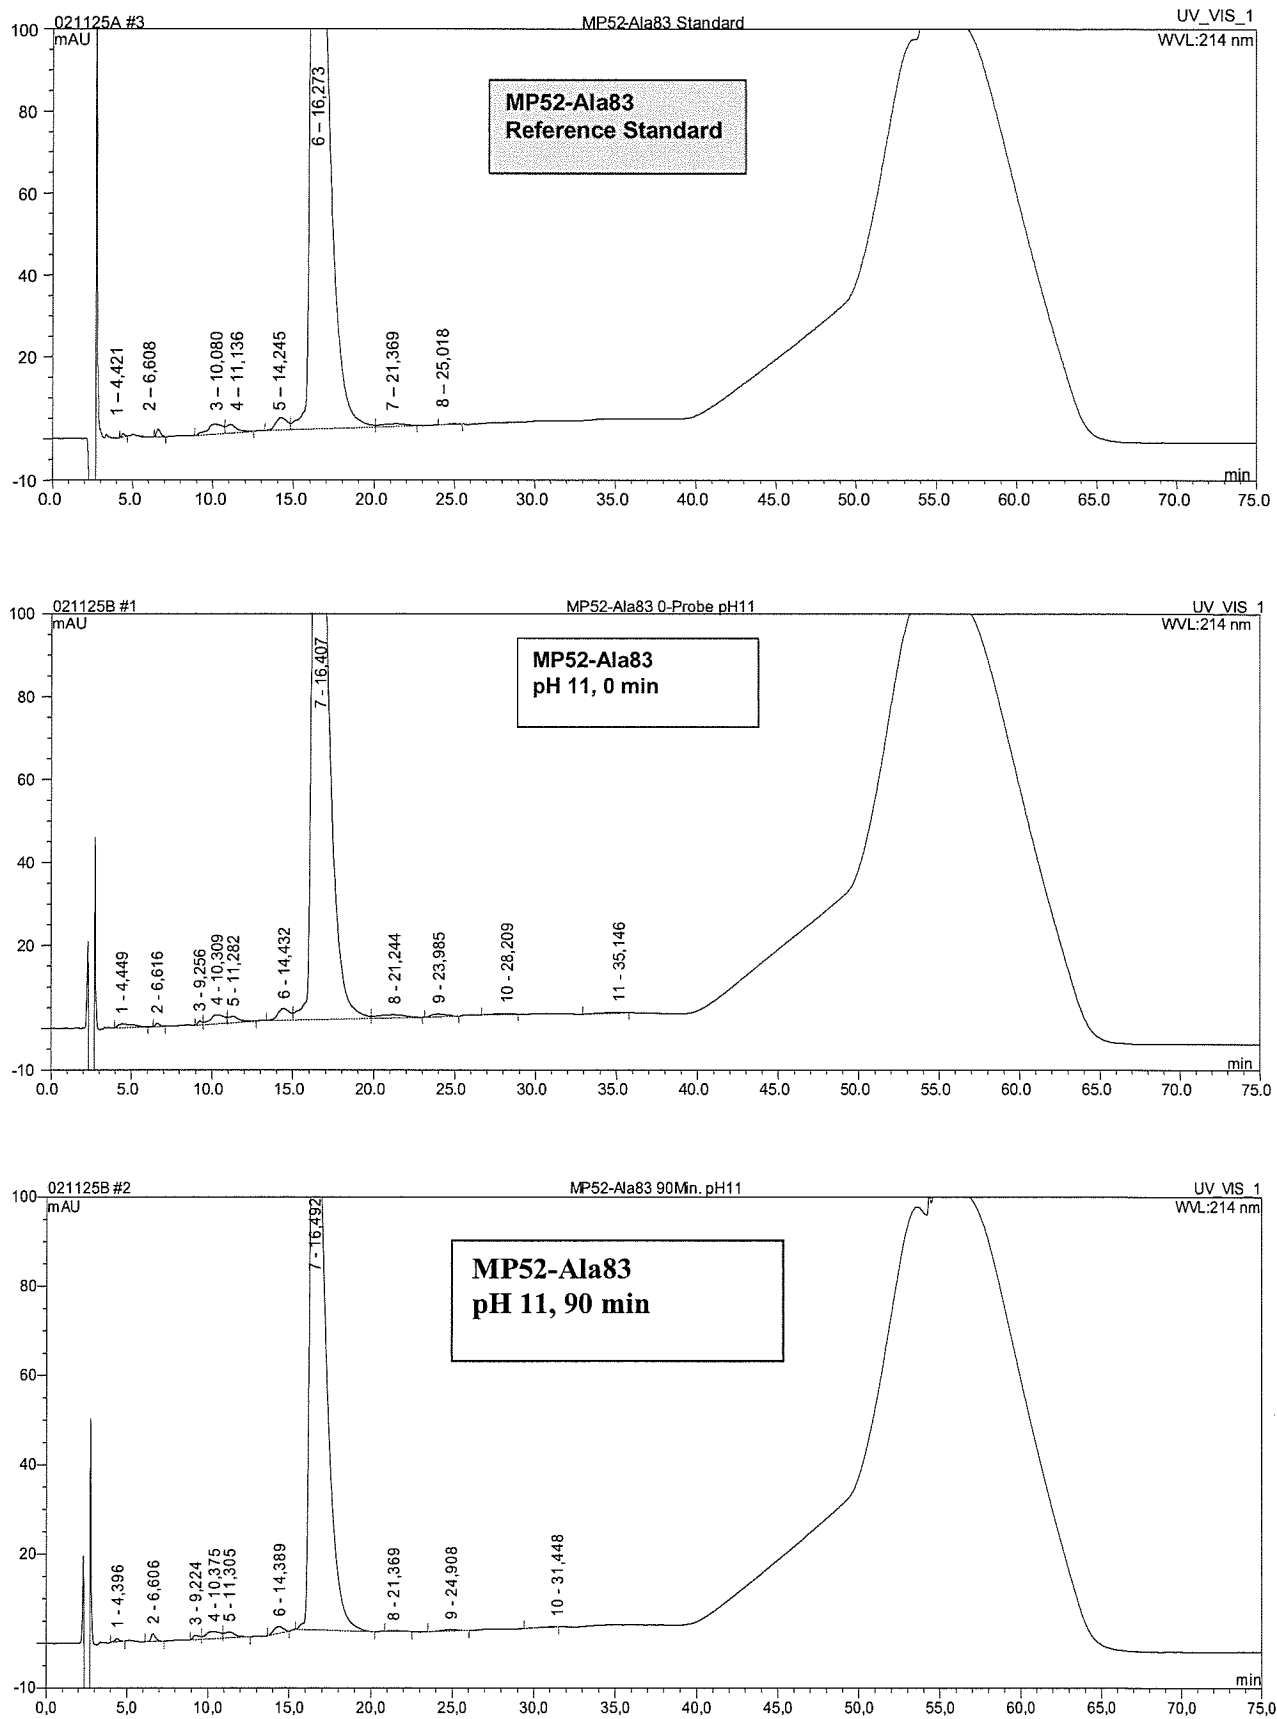 021125A #3 MP52-Ala83 Standard UV_VIS_1
mAU WVL:214 nm
MP52-Ala83
Reference Standard
100
80
60
40
20
-10
1 – 4,421
2 – 6,608
3 – 10,080
4 – 11,136
5 – 14,245
6 – 16,273
7 – 21,369
8 – 25,018
min
0.0 5.0 10.0 15.0 20.0 25.0 30.0 35.0 40.0 45.0 50.0 55.0 60.0 65.0 70.0 75.0
021125B #1 MP52-Ala83 0-Probe pH11 UV_VIS_1
mAU WVL:214 nm
MP52-Ala83
pH 11, 0 min
100
80
60
40
20
-10
1 - 4,449
2 - 6,616
3 - 9,256
4 - 10,309
5 - 11,282
6 - 14,432
7 - 16,407
8 - 21,244
9 - 23,985
10 - 28,209
11 - 35,146
min
0.0 5.0 10.0 15.0 20.0 25.0 30.0 35.0 40.0 45.0 50.0 55.0 60.0 65.0 70.0 75.0
021125B #2 MP52-Ala83 90Min. pH11 UV_VIS_1
mAU WVL:214 nm
MP52-Ala83
pH 11, 90 min
100
80
60
40
20
-10
1 - 4,396
2 - 6,606
3 - 9,224
4 - 10,375
5 - 11,305
6 - 14,389
7 - 16,492
8 - 21,369
9 - 24,908
10 - 31,448
min
0,0 5,0 10,0 15,0 20,0 25,0 30,0 35,0 40,0 45,0 50,0 55,0 60,0 65,0 70,0 75,0